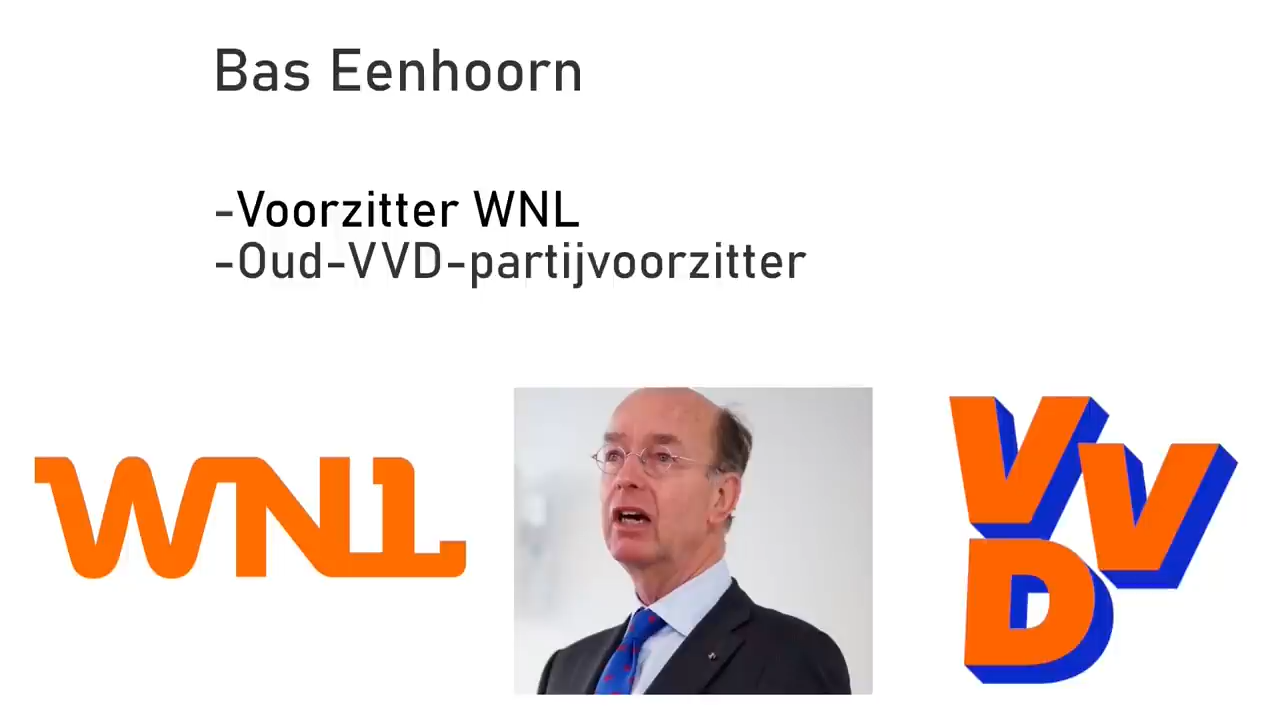 Bas Eenhoorn
-Voorzitter WNL
-Oud-VVD-partijvoorzitter
WNL
VVD